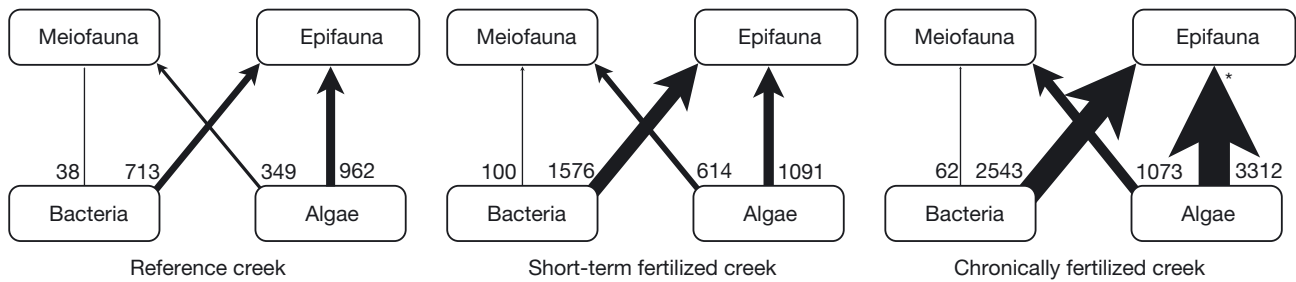 Meiofauna Epifauna Meiofauna Epifauna Meiofauna Epifauna
*
38 713 349 962 100 1576 614 1091 62 2543 1073 3312
Bacteria Algae Bacteria Algae Bacteria Algae
Reference creek Short-term fertilized creek Chronically fertilized creek